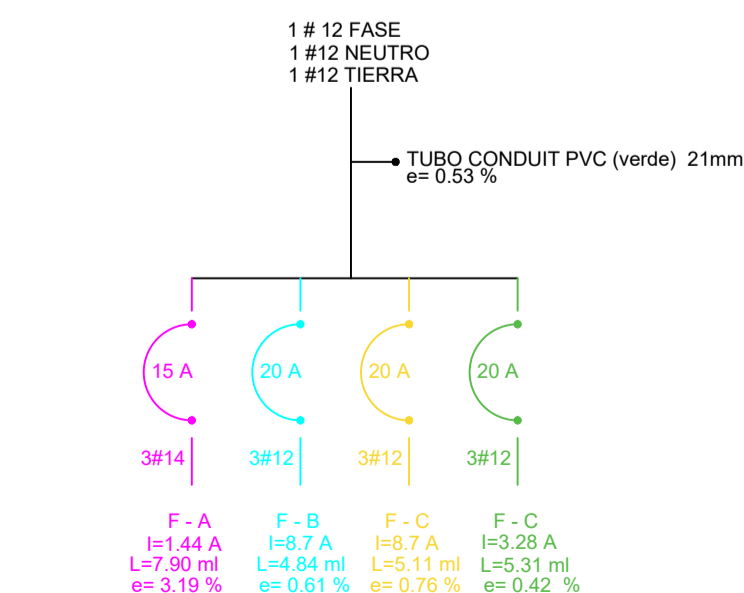 1 # 12 FASE
1 #12 NEUTRO
1 #12 TIERRA
TUBO CONDUIT PVC (verde) 21mm
e= 0.53 %
15 A 20 A 20 A 20 A
3#14 3#12 3#12 3#12
F - A F - B F - C F - C
I=1.44 A I=8.7 A I=8.7 A I=3.28 A
L=7.90 ml L=4.84 ml L=5.11 ml L=5.31 ml
e= 3.19 % e= 0.61 % e= 0.76 % e= 0.42 %